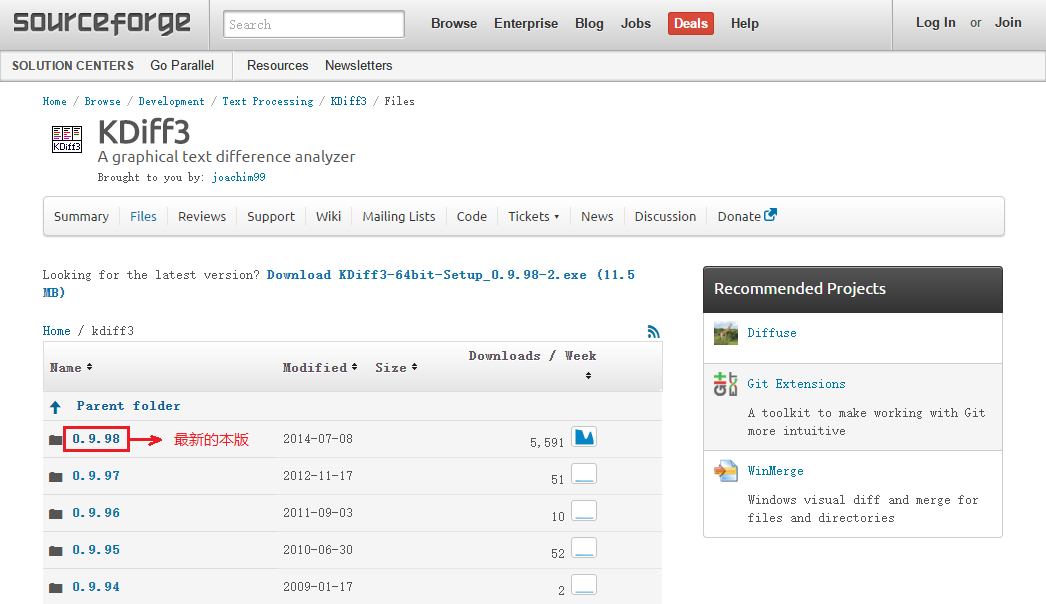 sourceforge
Search
Browse Enterprise Blog Jobs Deals Help
Log In or Join
SOLUTION CENTERS Go Parallel Resources Newsletters
Home / Browse / Development / Text Processing / KDiff3 / Files
KDiff3
KDiff3
A graphical text difference analyzer
Brought to you by: joachim99
Summary Files Reviews Support Wiki Mailing Lists Code Tickets News Discussion Donate
Looking for the latest version? Download KDiff3-64bit-Setup_0.9.98-2.exe (11.5
MB)
Home / kdiff3
Name Modified Size Downloads / Week
Parent folder
0.9.98 最新的本版 2014-07-08 5,591
0.9.97 2012-11-17 51
0.9.96 2011-09-03 10
0.9.95 2010-06-30 52
0.9.94 2009-01-17 2
Recommended Projects
Diffuse
Git Extensions
A toolkit to make working with Git
more intuitive
WinMerge
Windows visual diff and merge for
files and directories